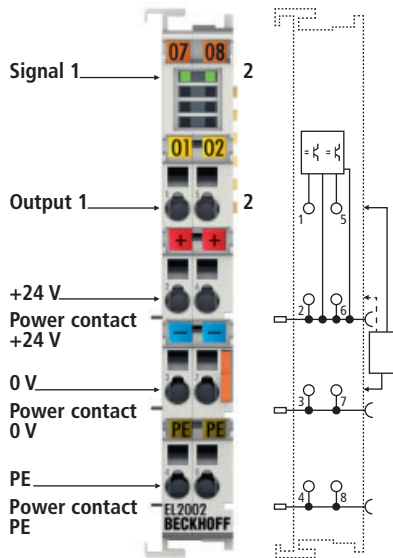 07 08
Signal 1 2
01 02
Output 1 2
+ +
+24 V
Power contact
+24 V
− −
0 V
Power contact
0 V
PE PE
PE
Power contact
PE
EL2002
BECKHOFF
1 5
2 6
3 7
4 8